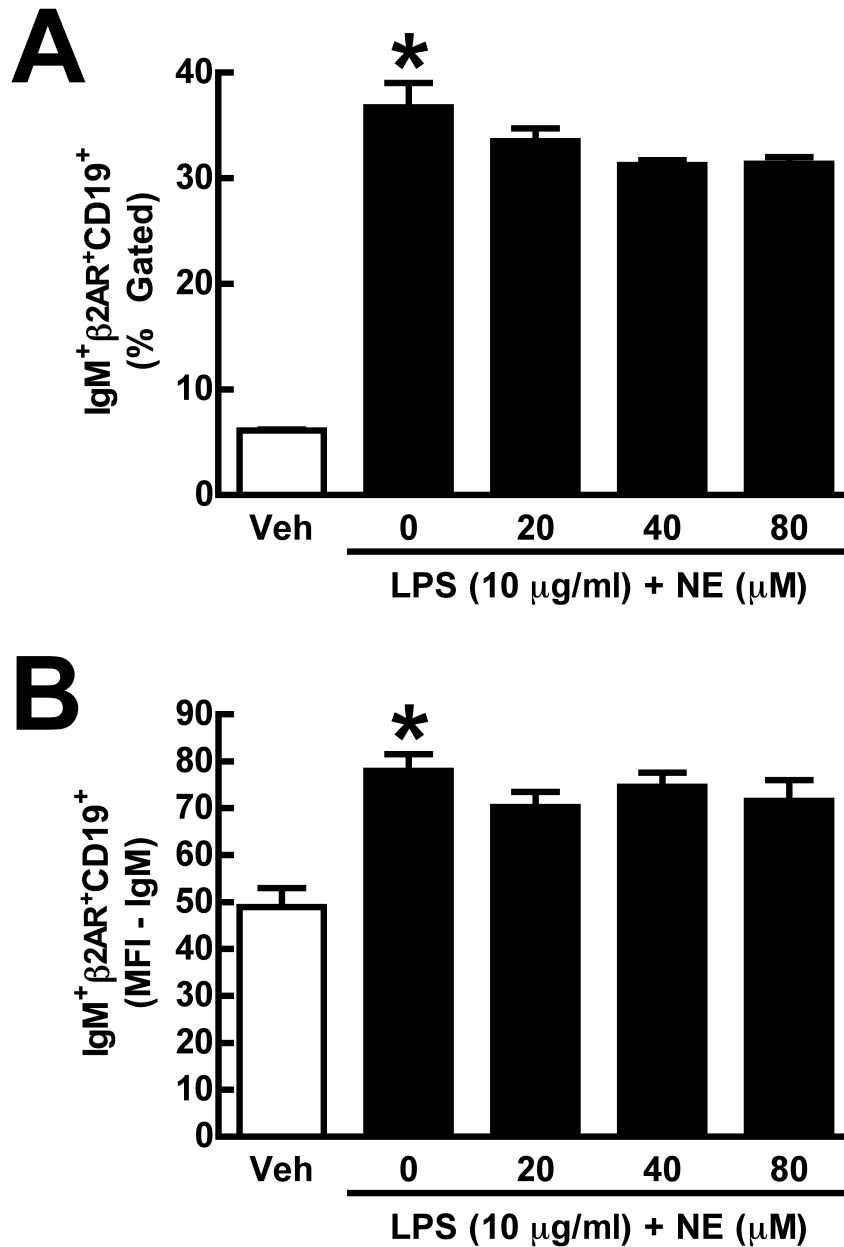 A
*
40
30
20
10
0
IgM⁺β2AR⁺CD19⁺
(% Gated)
Veh 0 20 40 80
LPS (10 μg/ml) + NE (μM)
B
*
90
80
70
60
50
40
30
20
10
0
IgM⁺β2AR⁺CD19⁺
(MFI - IgM)
Veh 0 20 40 80
LPS (10 μg/ml) + NE (μM)